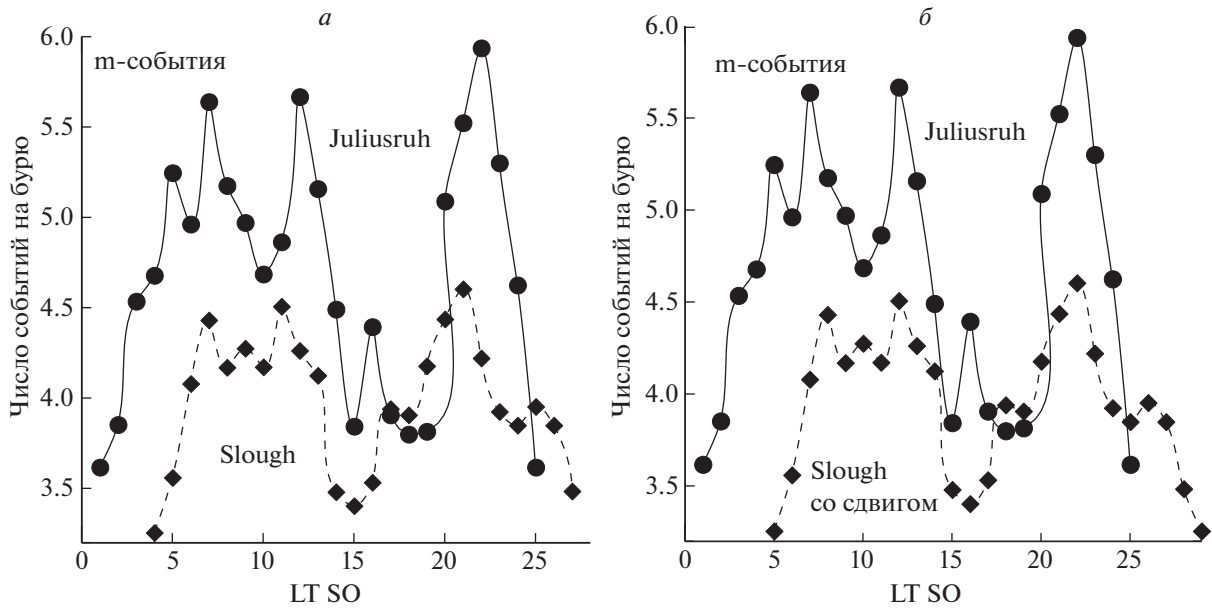 а
6.0
m-события
5.5
Juliusruh
5.0
4.5
4.0
Slough
3.5
Число событий на бурю
0 5 10 15 20 25
LT SO
б
6.0
m-события
5.5
Juliusruh
5.0
4.5
4.0
Slough
со сдвигом
3.5
Число событий на бурю
0 5 10 15 20 25
LT SO